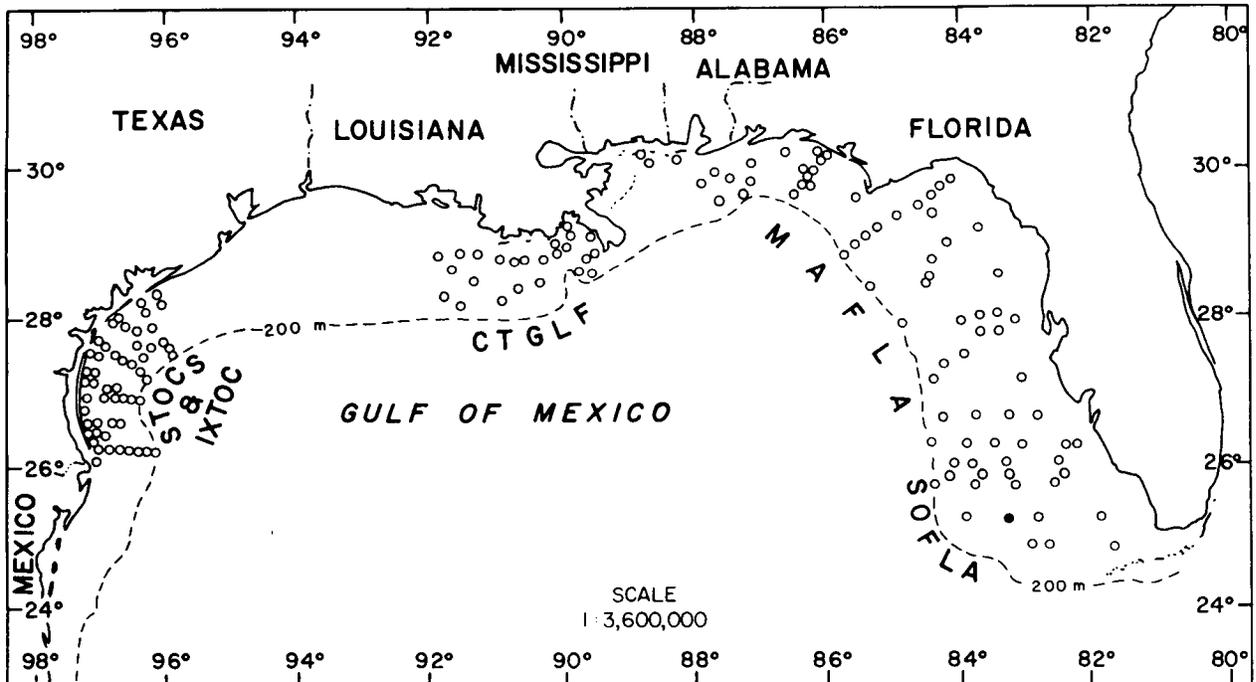 98° 96° 94° 92° 90° 88° 86° 84° 82° 80°
MISSISSIPPI ALABAMA
TEXAS LOUISIANA FLORIDA
30° 30°
MAFLA
28° 200 m 28°
CTGLF
STOCS
&
IXTOC
GULF OF MEXICO
26° 26°
SOFLA
MEXICO
200 m
SCALE
1:3,600,000
24° 24°
98° 96° 94° 92° 90° 88° 86° 84° 82° 80°